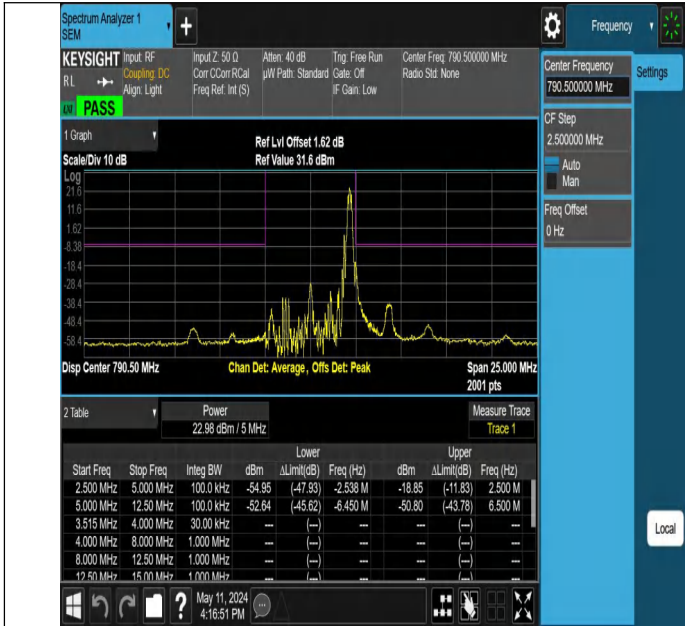 Spectrum Analyzer 1
SEM
+
Frequency
KEYSIGHT
RL
PASS
Input: RF
Coupling: DC
Align: Light
Input Z: 50 Ω
Corr CCorr RCal
Freq Ref: Int (S)
Atten: 40 dB
µW Path: Standard
Trig: Free Run
Gate: Off
IF Gain: Low
Center Freq: 790.500000 MHz
Radio Std: None
Center Frequency
790.500000 MHz
Settings
CF Step
2.500000 MHz
Auto
Man
Freq Offset
0 Hz
1 Graph
Scale/Div 10 dB
Ref Lvl Offset 1.62 dB
Ref Value 31.6 dBm
Log
21.6
11.6
1.62
-8.38
-18.4
-28.4
-38.4
-48.4
-58.4
Disp Center 790.50 MHz
Chan Det: Average, Offs Det: Peak
Span 25.000 MHz
2001 pts
2 Table
Power
22.98 dBm / 5 MHz
Measure Trace
Trace 1
Lower Upper
Start Freq Stop Freq Integ BW dBm ΔLimit(dB) Freq (Hz) dBm ΔLimit(dB) Freq (Hz)
2.500 MHz 5.000 MHz 100.0 kHz -54.95 (-47.93) -2.538 M -18.85 (-11.83) 2.500 M
5.000 MHz 12.50 MHz 100.0 kHz -52.64 (-45.62) -6.450 M -50.80 (-43.78) 6.500 M
3.515 MHz 4.000 MHz 30.00 kHz --- (---) --- --- (---) ---
4.000 MHz 8.000 MHz 1.000 MHz --- (---) --- --- (---) ---
8.000 MHz 12.50 MHz 1.000 MHz --- (---) --- --- (---) ---
12.50 MHz 15.00 MHz 1.000 MHz --- (---) --- --- (---) ---
Local
?
May 11, 2024
4:16:51 PM